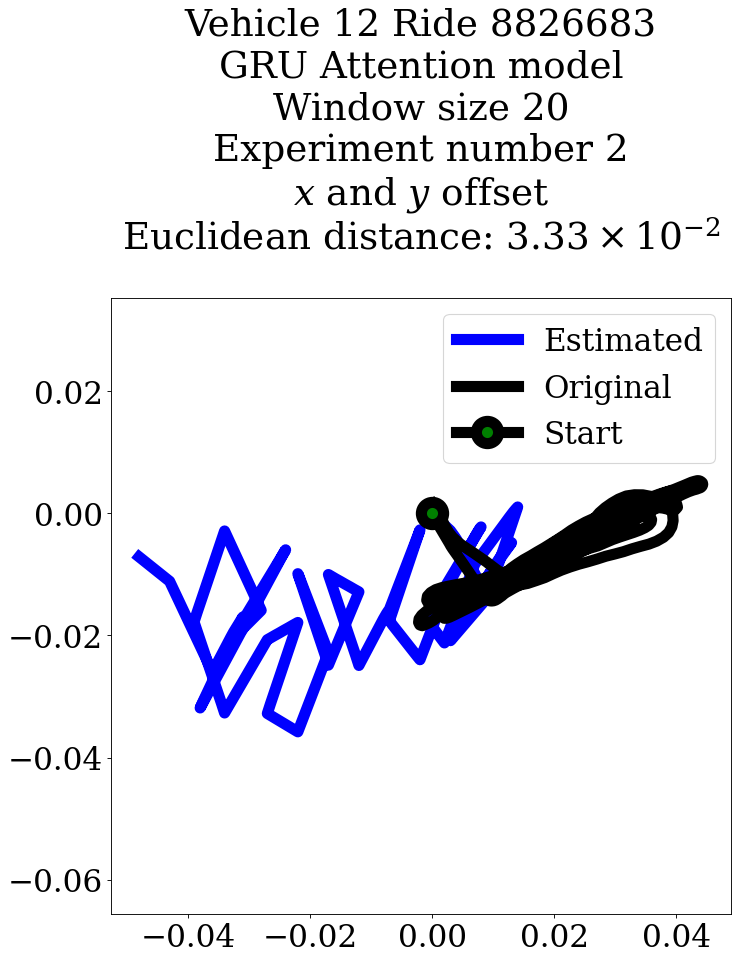 Vehicle 12 Ride 8826683
GRU Attention model
Window size 20
Experiment number 2
x and y offset
Euclidean distance: 3.33 × 10⁻²
Estimated
Original
Start
0.02
0.00
−0.02
−0.04
−0.06
−0.04 −0.02 0.00 0.02 0.04